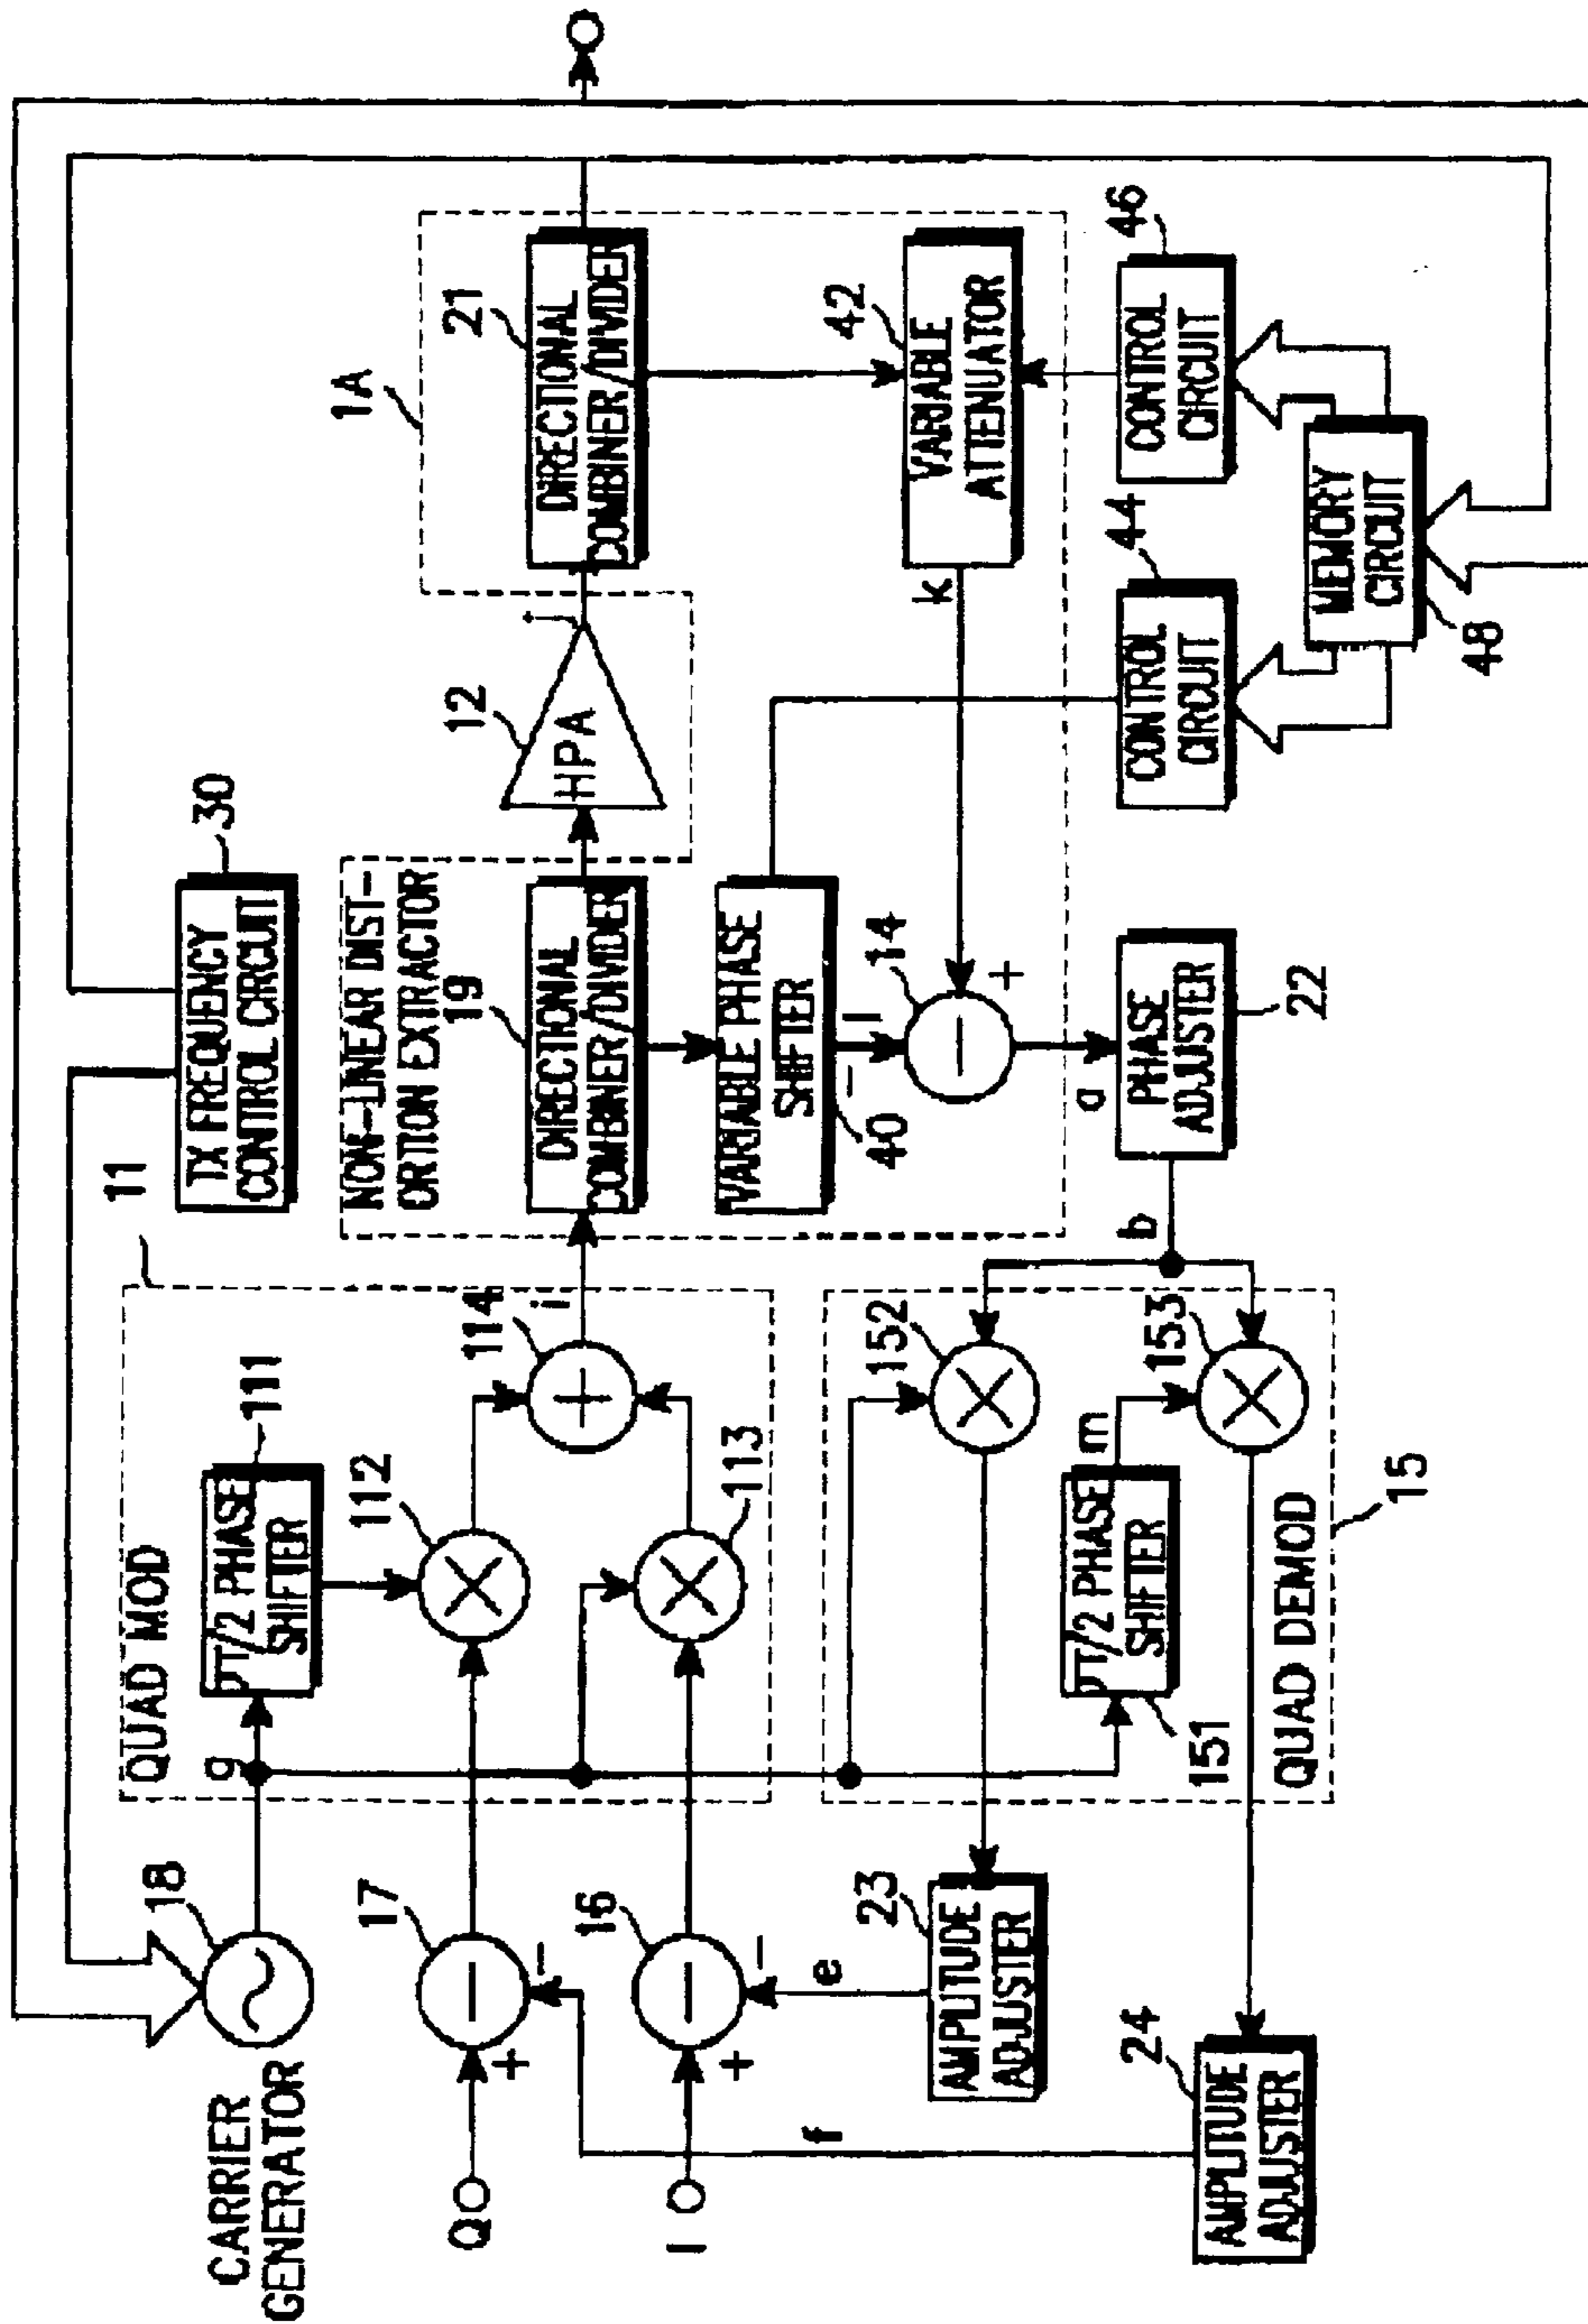 11
TX FREQUENCY
CONTROL CIRCUIT
30
CARRIER
GENERATOR
18
g
QUAD MOD
π/2 PHASE
SHIFTER
111
112
113
114
i
17
16
Q
I
+
-
+
-
e
f
NON-LINEAR DIST-
ORTION EXTRACTOR
19
DIRECTIONAL
COMBINER/DIVIDER
12
HPA
j
1A
21
DIRECTIONAL
COMBINER/DIVIDER
VARIABLE PHASE
SHIFTER
40
l
-
14
+
k
42
VARIABLE
ATTENUATOR
a
PHASE
ADJUSTER
22
b
44
CONTROL
CIRCUIT
46
CONTROL
CIRCUIT
MEMORY
CIRCUIT
48
152
153
m
π/2 PHASE
SHIFTER
151
QUAD DEMOD
15
23
AMPLITUDE
ADJUSTER
24
AMPLITUDE
ADJUSTER